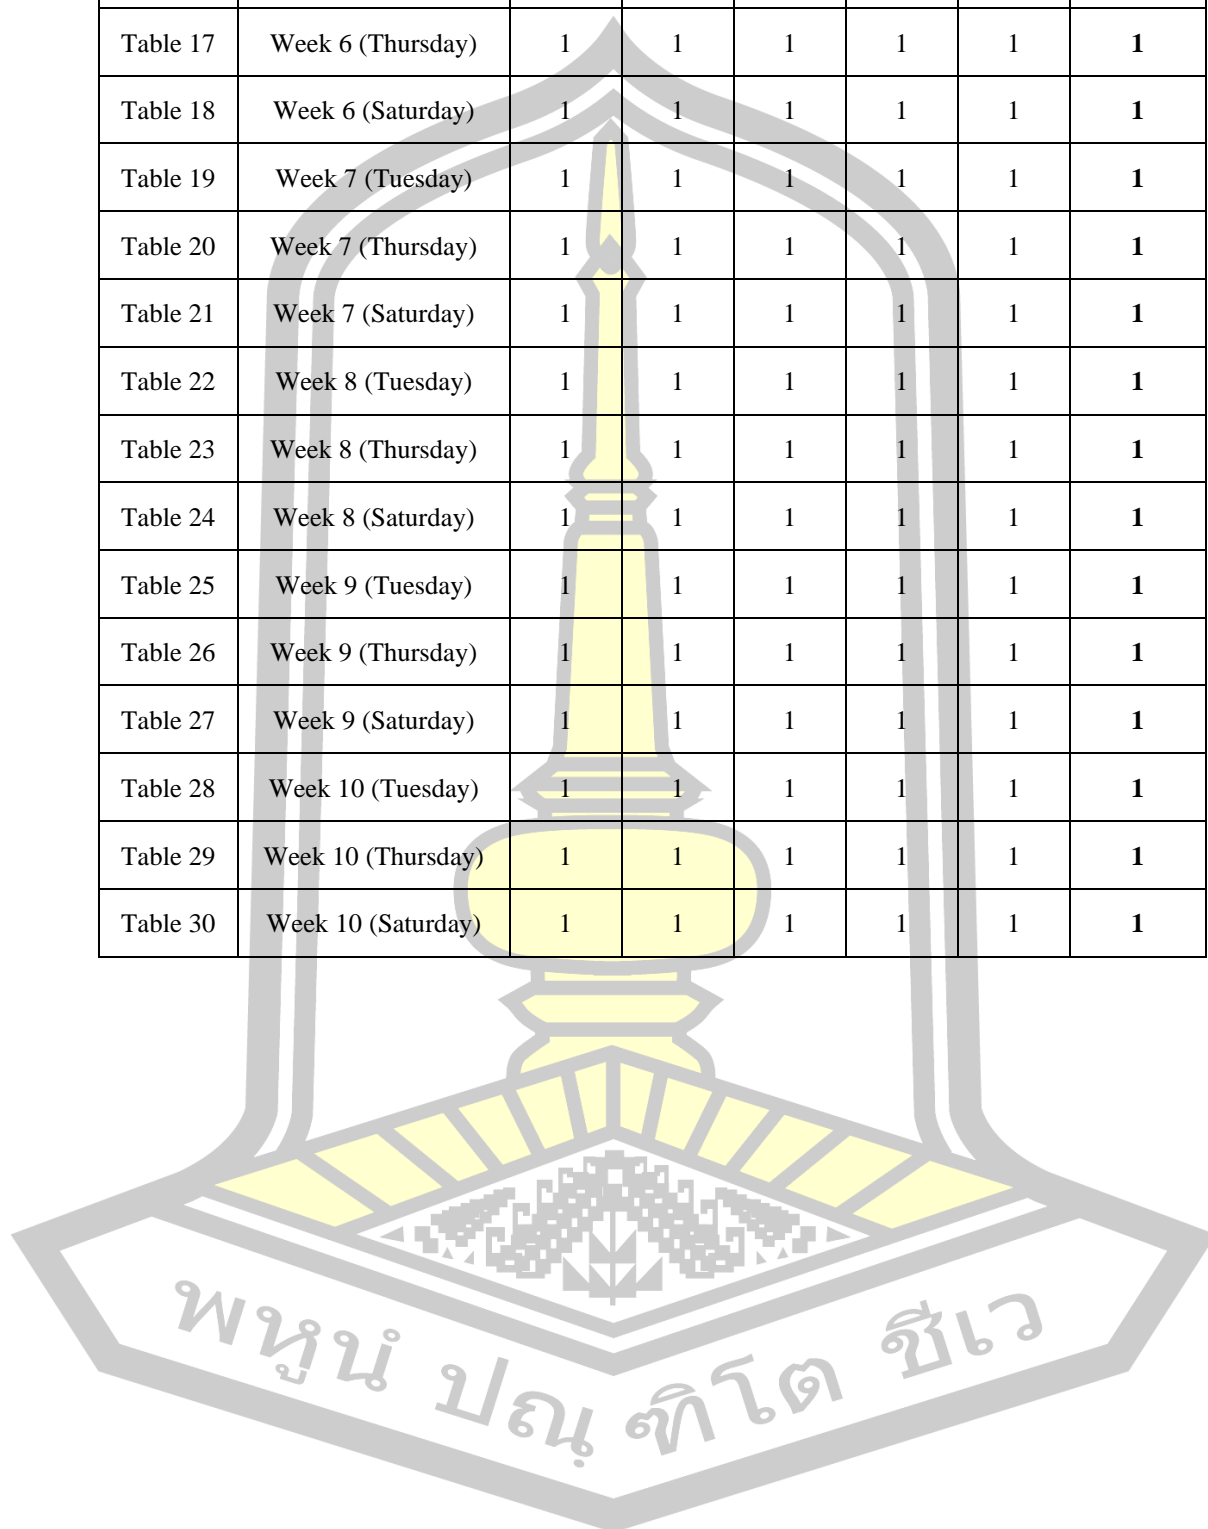 Table 17 Week 6 (Thursday) 1 1 1 1 1 1
Table 18 Week 6 (Saturday) 1 1 1 1 1 1
Table 19 Week 7 (Tuesday) 1 1 1 1 1 1
Table 20 Week 7 (Thursday) 1 1 1 1 1 1
Table 21 Week 7 (Saturday) 1 1 1 1 1 1
Table 22 Week 8 (Tuesday) 1 1 1 1 1 1
Table 23 Week 8 (Thursday) 1 1 1 1 1 1
Table 24 Week 8 (Saturday) 1 1 1 1 1 1
Table 25 Week 9 (Tuesday) 1 1 1 1 1 1
Table 26 Week 9 (Thursday) 1 1 1 1 1 1
Table 27 Week 9 (Saturday) 1 1 1 1 1 1
Table 28 Week 10 (Tuesday) 1 1 1 1 1 1
Table 29 Week 10 (Thursday) 1 1 1 1 1 1
Table 30 Week 10 (Saturday) 1 1 1 1 1 1
พหูนํ ปณฺ ฑิโต ชีเว